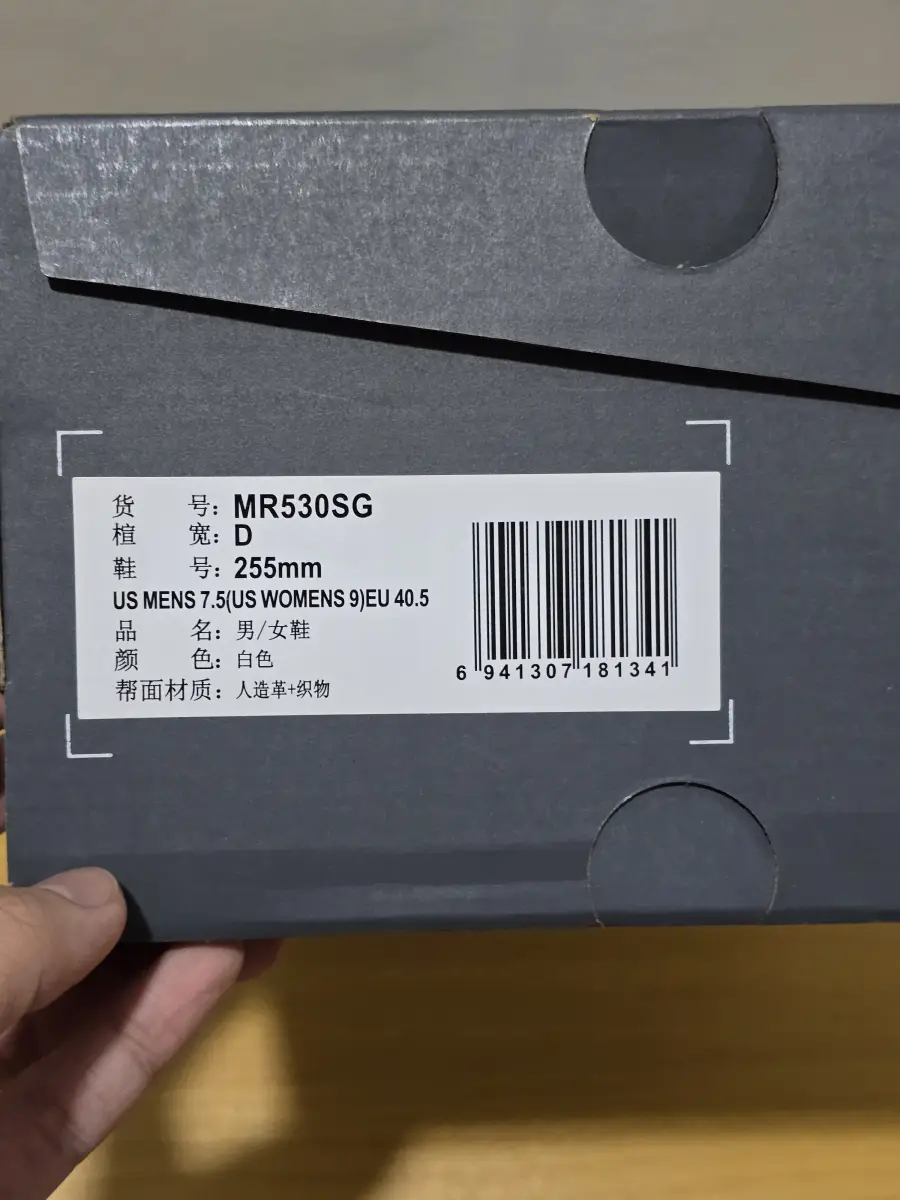 货 号：MR530SG
楦 宽：D
鞋 号：255mm
US MENS 7.5(US WOMENS 9)EU 40.5
品 名：男/女鞋
颜 色：白色
帮面材质：人造革+织物
6 941307 181341